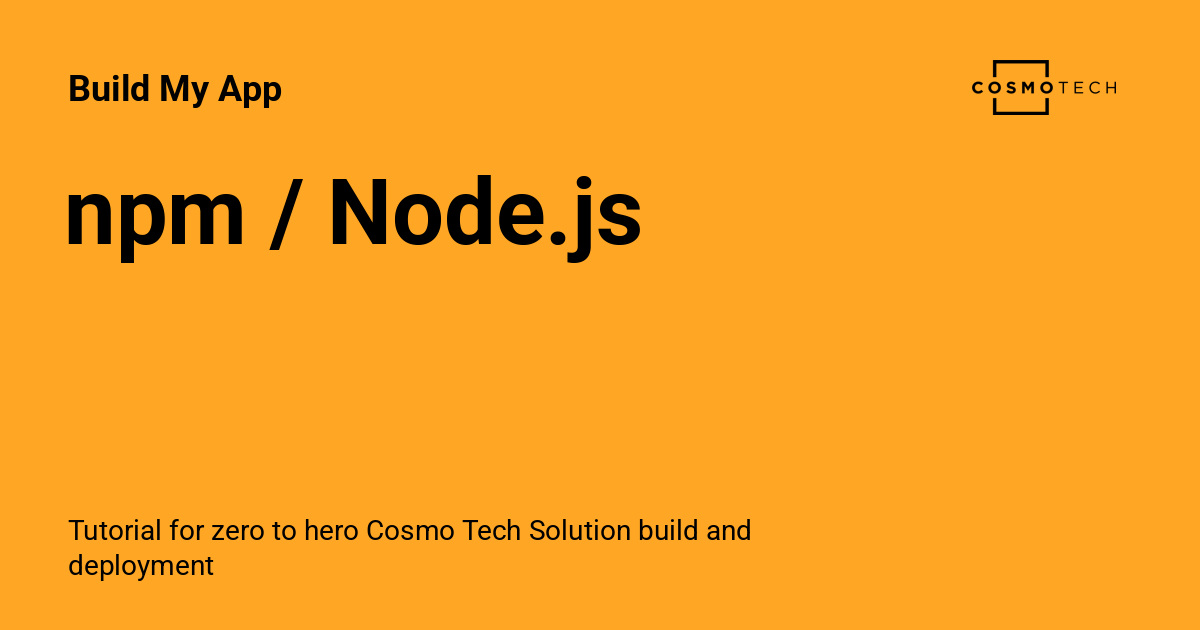 Build My App
COSMOTECH
npm / Node.js
Tutorial for zero to hero Cosmo Tech Solution build and
deployment